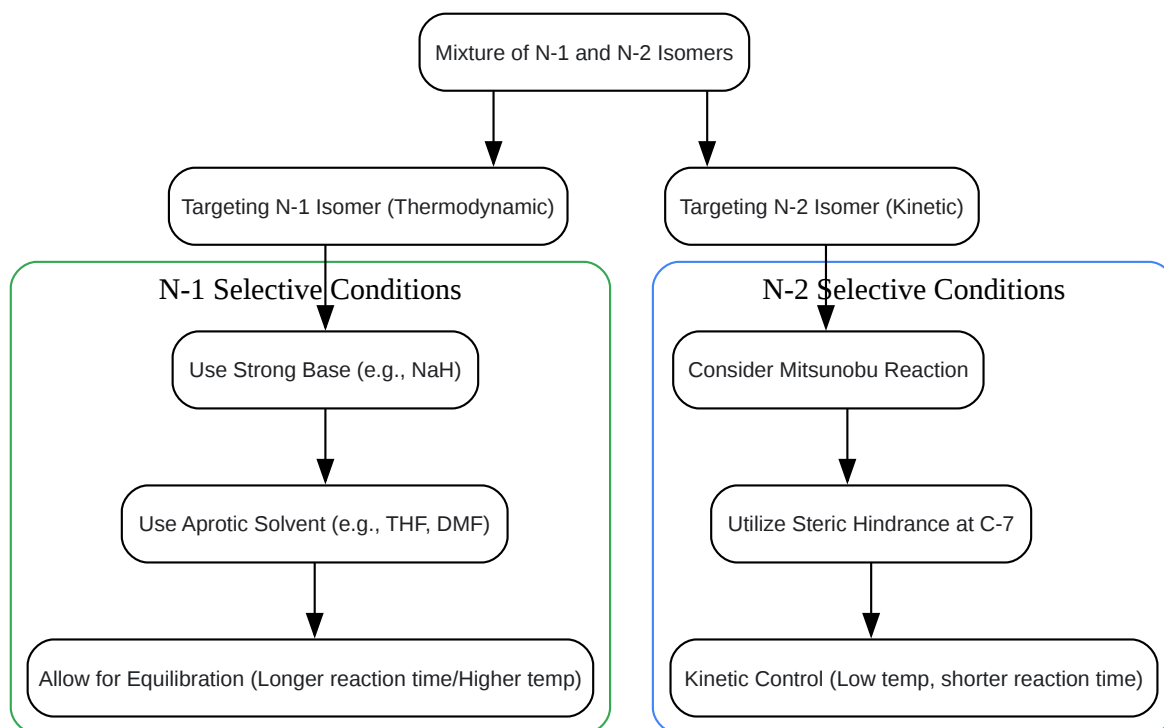 Mixture of N-1 and N-2 Isomers
Targeting N-1 Isomer (Thermodynamic)
Targeting N-2 Isomer (Kinetic)
N-1 Selective Conditions
N-2 Selective Conditions
Use Strong Base (e.g., NaH)
Consider Mitsunobu Reaction
Use Aprotic Solvent (e.g., THF, DMF)
Utilize Steric Hindrance at C-7
Allow for Equilibration (Longer reaction time/Higher temp)
Kinetic Control (Low temp, shorter reaction time)